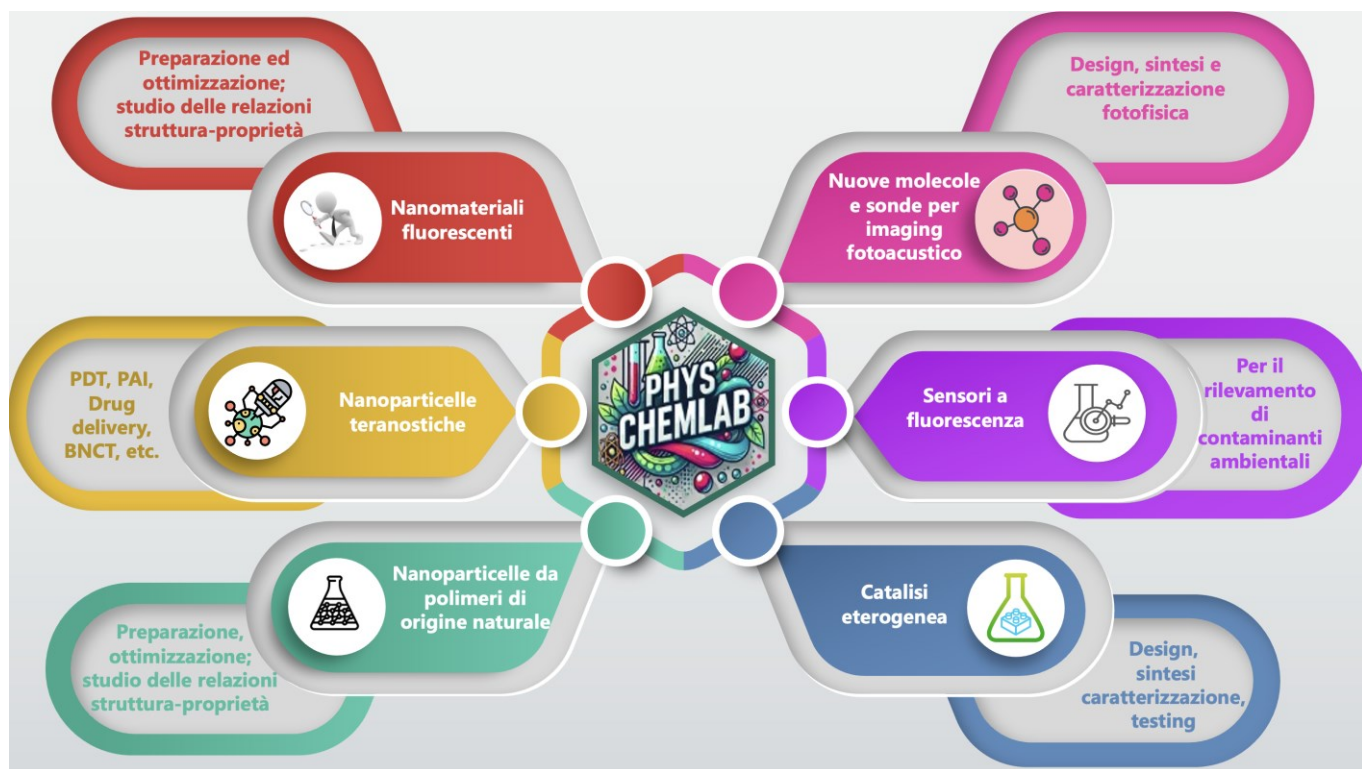 Preparazione ed
ottimizzazione;
studio delle relazioni
struttura-proprietà
Nanomateriali
fluorescenti
Design, sintesi e
caratterizzazione
fotofisica
Nuove molecole
e sonde per
imaging
fotoacustico
PDT, PAI,
Drug
delivery,
BNCT, etc.
Nanoparticelle
teranostiche
PHYS
CHEMLAB
Sensori a
fluorescenza
Per il
rilevamento
di
contaminanti
ambientali
Nanoparticelle da
polimeri di
origine naturale
Preparazione,
ottimizzazione;
studio delle relazioni
struttura-proprietà
Catalisi
eterogenea
Design,
sintesi
caratterizzazione,
testing